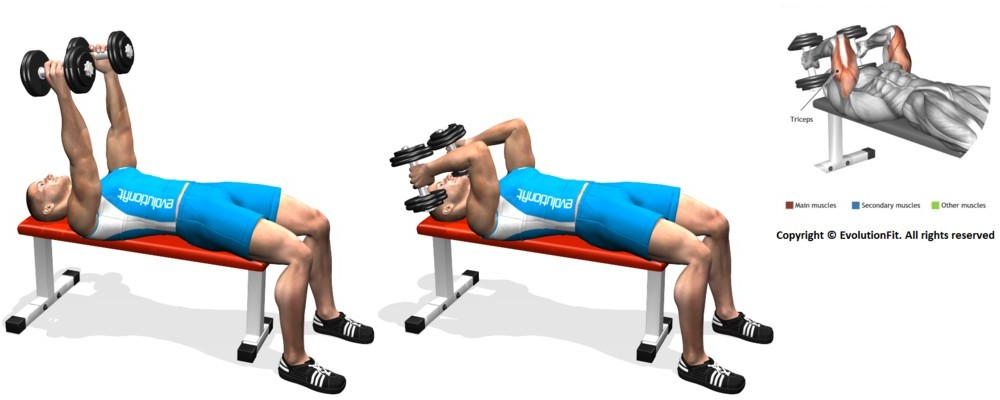 evolutionfit
evolutionfit
Triceps
Main muscles
Secondary muscles
Other muscles
Copyright © EvolutionFit. All rights reserved